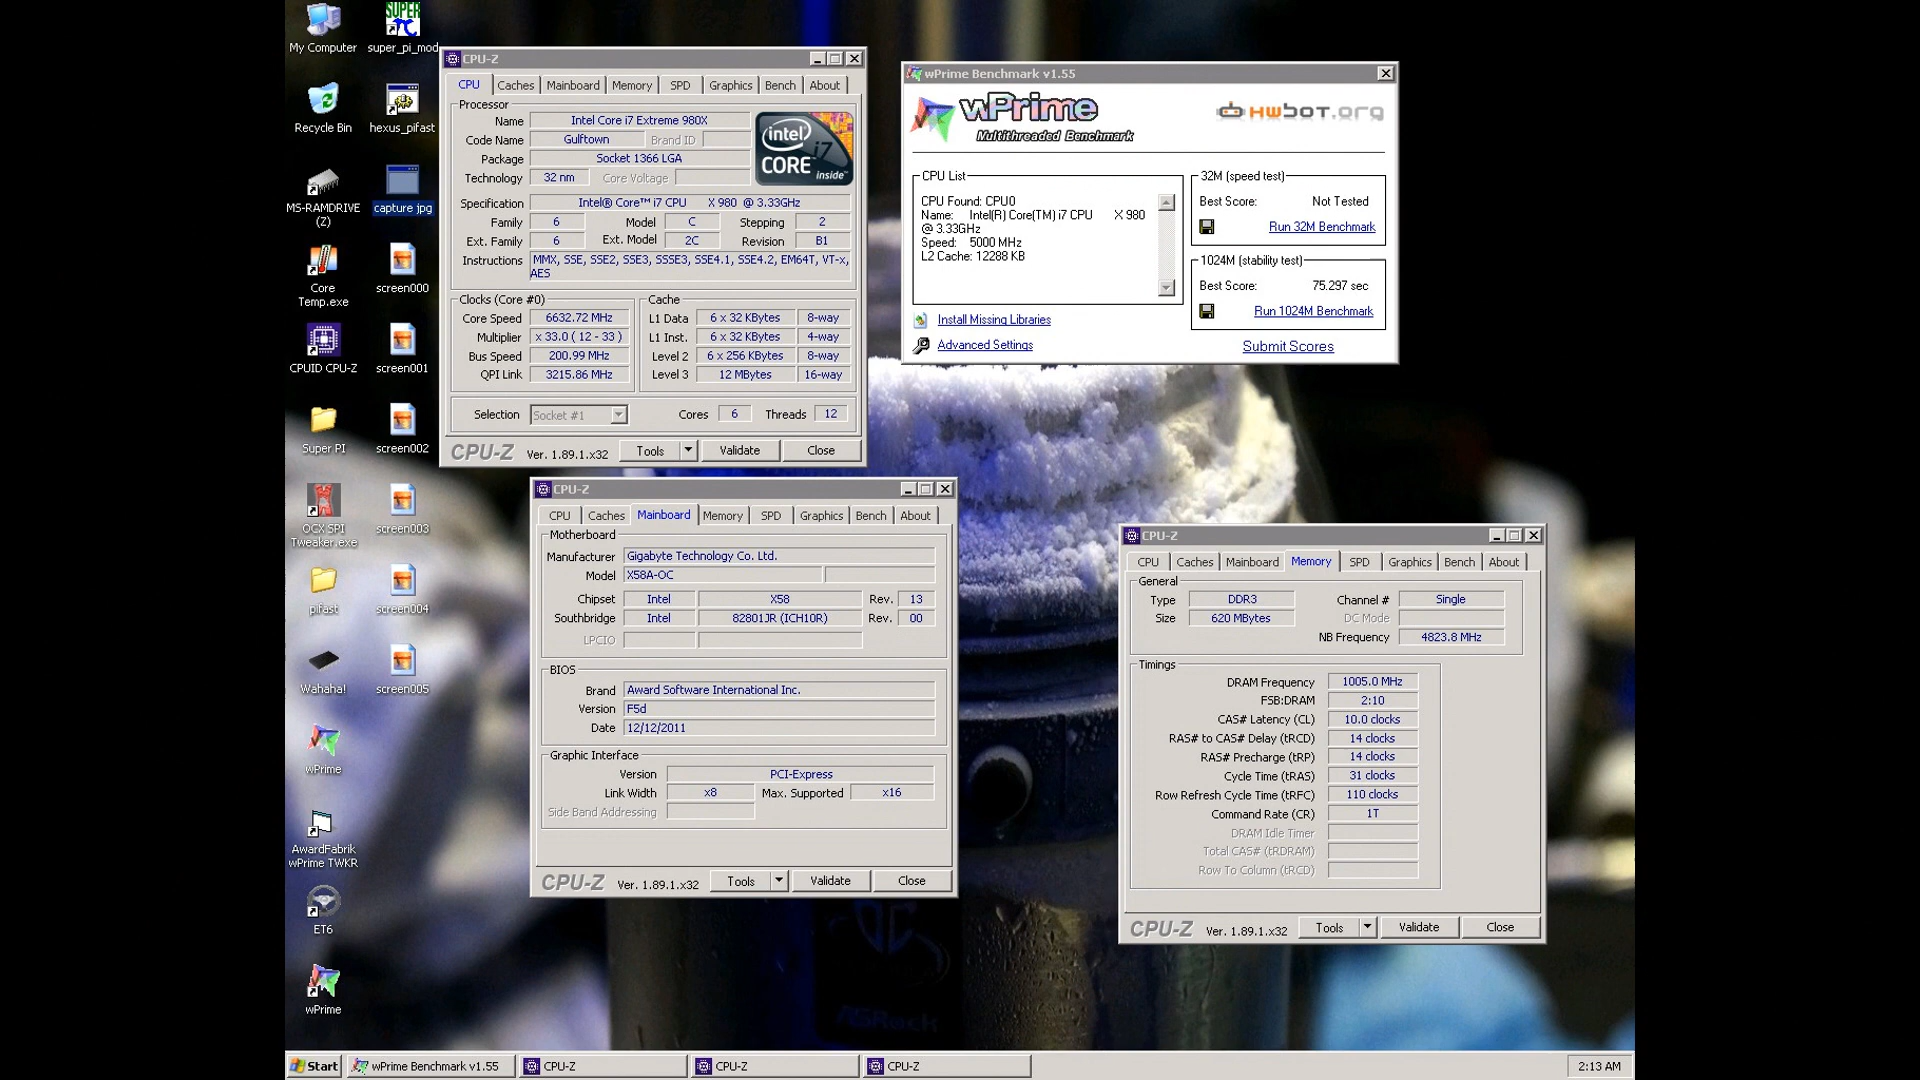 My Computer
super_pi_mod
Recycle Bin
hexus_pifast
MS-RAMDRIVE
(Z)
capture jpg
Core
Temp.exe
screen000
CPUID CPU-Z
screen001
Super PI
screen002
OCX SPI
Tweaker.exe
screen003
pifast
screen004
Wahaha!
screen005
wPrime
AwardFabrik
wPrime TWKR
ET6
wPrime
CPU-Z
CPU Caches Mainboard Memory SPD Graphics Bench About
Processor
Name Intel Core i7 Extreme 980X
Code Name Gulftown Brand ID
Package Socket 1366 LGA
Technology 32 nm Core Voltage
intel CORE i7 inside™
Specification Intel® Core™ i7 CPU X 980 @ 3.33GHz
Family 6 Model C Stepping 2
Ext. Family 6 Ext. Model 2C Revision B1
Instructions MMX, SSE, SSE2, SSE3, SSSE3, SSE4.1, SSE4.2, EM64T, VT-x,
AES
Clocks (Core #0)
Core Speed 6632.72 MHz
Multiplier x 33.0 ( 12 - 33 )
Bus Speed 200.99 MHz
QPI Link 3215.86 MHz
Cache
L1 Data 6 x 32 KBytes 8-way
L1 Inst. 6 x 32 KBytes 4-way
Level 2 6 x 256 KBytes 8-way
Level 3 12 MBytes 16-way
Selection Socket #1 Cores 6 Threads 12
CPU-Z Ver. 1.89.1.x32 Tools Validate Close
wPrime Benchmark v1.55
wPrime
Multithreaded Benchmark
HWBOT.ORG
CPU List
CPU Found: CPU0
Name: Intel(R) Core(TM) i7 CPU X 980
@ 3.33GHz
Speed: 5000 MHz
L2 Cache: 12288 KB
32M (speed test)
Best Score: Not Tested
Run 32M Benchmark
1024M (stability test)
Best Score: 75.297 sec
Run 1024M Benchmark
Install Missing Libraries
Advanced Settings
Submit Scores
CPU-Z
CPU Caches Mainboard Memory SPD Graphics Bench About
Motherboard
Manufacturer Gigabyte Technology Co. Ltd.
Model X58A-OC
Chipset Intel X58 Rev. 13
Southbridge Intel 82801JR (ICH10R) Rev. 00
LPCIO
BIOS
Brand Award Software International Inc.
Version F5d
Date 12/12/2011
Graphic Interface
Version PCI-Express
Link Width x8 Max. Supported x16
Side Band Addressing
CPU-Z Ver. 1.89.1.x32 Tools Validate Close
CPU-Z
CPU Caches Mainboard Memory SPD Graphics Bench About
General
Type DDR3 Channel # Single
Size 620 MBytes DC Mode
NB Frequency 4823.8 MHz
Timings
DRAM Frequency 1005.0 MHz
FSB:DRAM 2:10
CAS# Latency (CL) 10.0 clocks
RAS# to CAS# Delay (tRCD) 14 clocks
RAS# Precharge (tRP) 14 clocks
Cycle Time (tRAS) 31 clocks
Row Refresh Cycle Time (tRFC) 110 clocks
Command Rate (CR) 1T
DRAM Idle Timer
Total CAS# (tRDRAM)
Row To Column (tRCD)
CPU-Z Ver. 1.89.1.x32 Tools Validate Close
ASRock
Start wPrime Benchmark v1.55 CPU-Z CPU-Z CPU-Z 2:13 AM